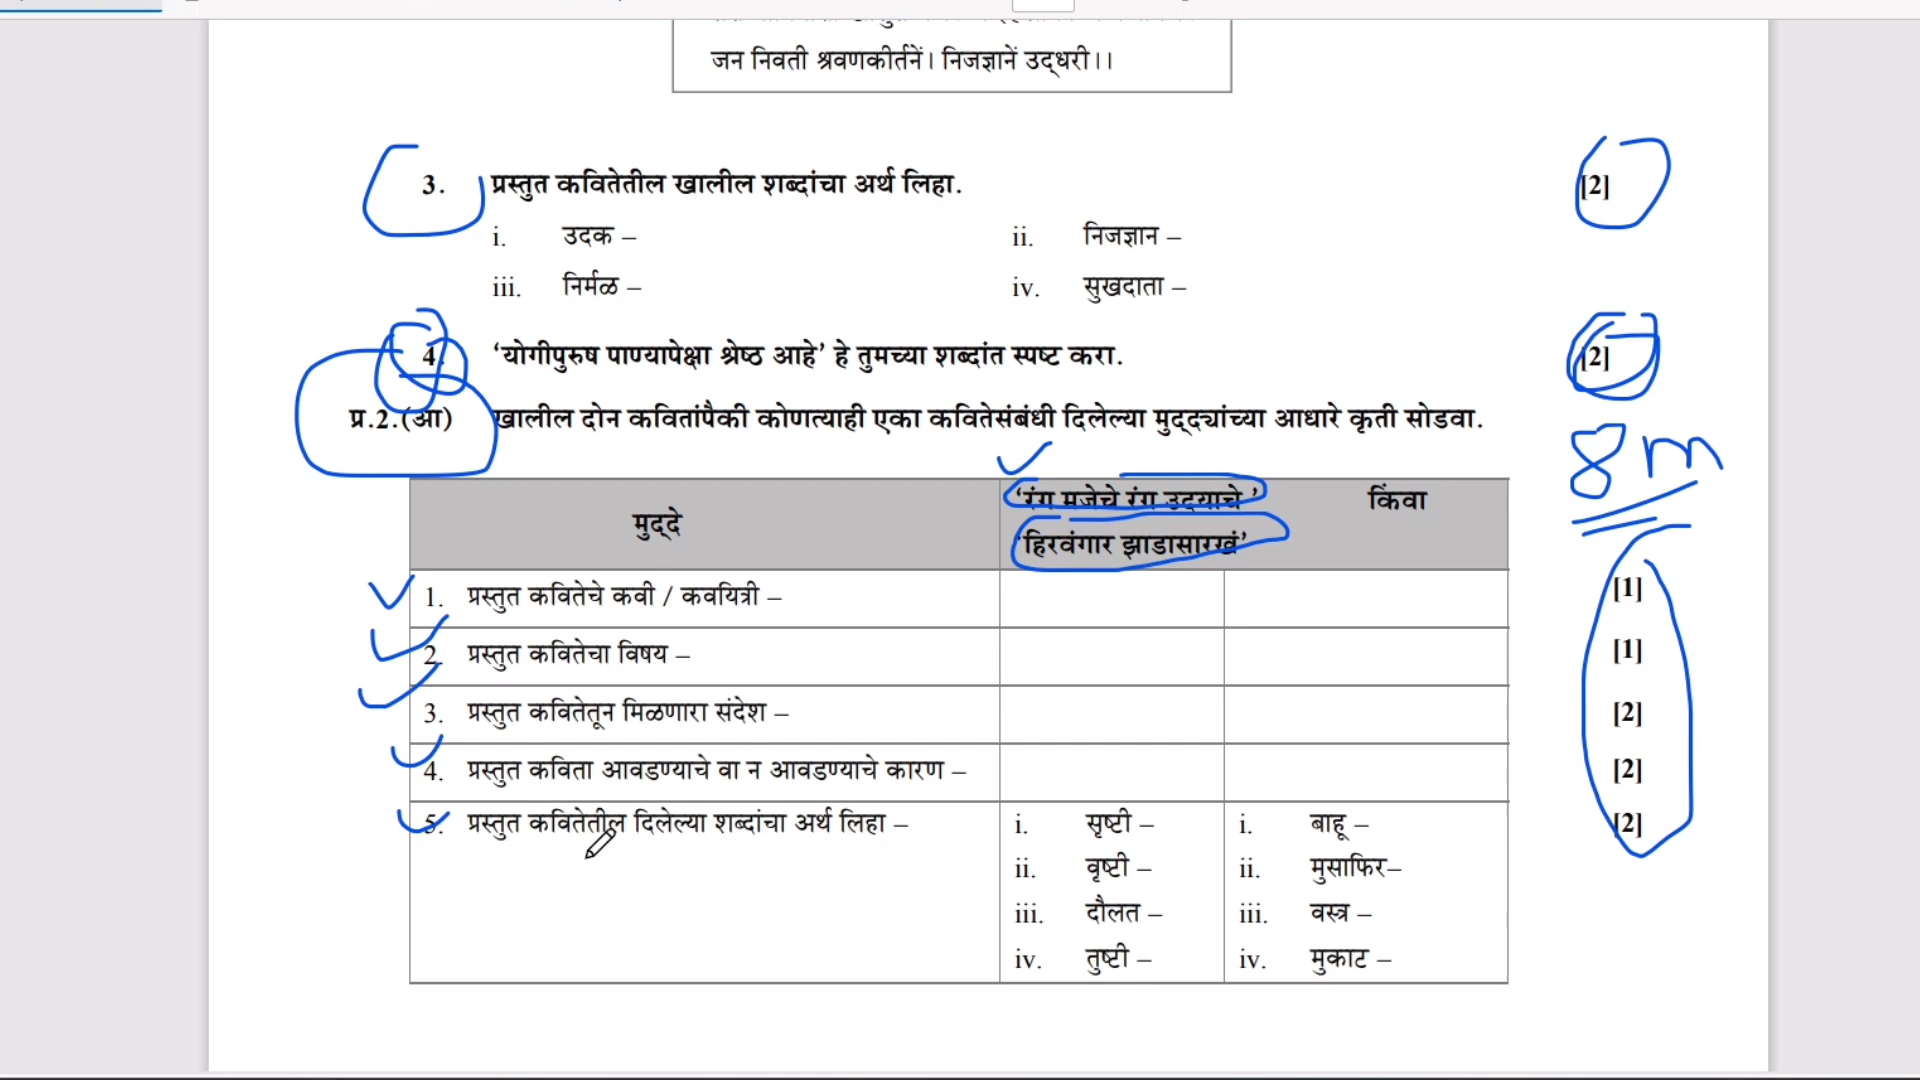 जन निवती श्रवणकीर्तनें। निजज्ञानें उद्धरी।।
3. प्रस्तुत कवितेतील खालील शब्दांचा अर्थ लिहा. [2]
i. उदक – ii. निजज्ञान –
iii. निर्मळ – iv. सुखदाता –
4. ‘योगीपुरुष पाण्यापेक्षा श्रेष्ठ आहे’ हे तुमच्या शब्दांत स्पष्ट करा. [2]
प्र.2.(आ) खालील दोन कवितांपैकी कोणत्याही एका कवितेसंबंधी दिलेल्या मुद्द्यांच्या आधारे कृती सोडवा.
8 m
मुद्दे
‘रंग मजेचे रंग उदयाचे’ किंवा
‘हिरवंगार झाडासारखं’
1. प्रस्तुत कवितेचे कवी / कवयित्री – [1]
2. प्रस्तुत कवितेचा विषय – [1]
3. प्रस्तुत कवितेतून मिळणारा संदेश – [2]
4. प्रस्तुत कविता आवडण्याचे वा न आवडण्याचे कारण – [2]
5. प्रस्तुत कवितेतील दिलेल्या शब्दांचा अर्थ लिहा – i. सृष्टी – i. बाहू – [2]
ii. वृष्टी – ii. मुसाफिर–
iii. दौलत – iii. वस्त्र –
iv. तुष्टी – iv. मुकाट –